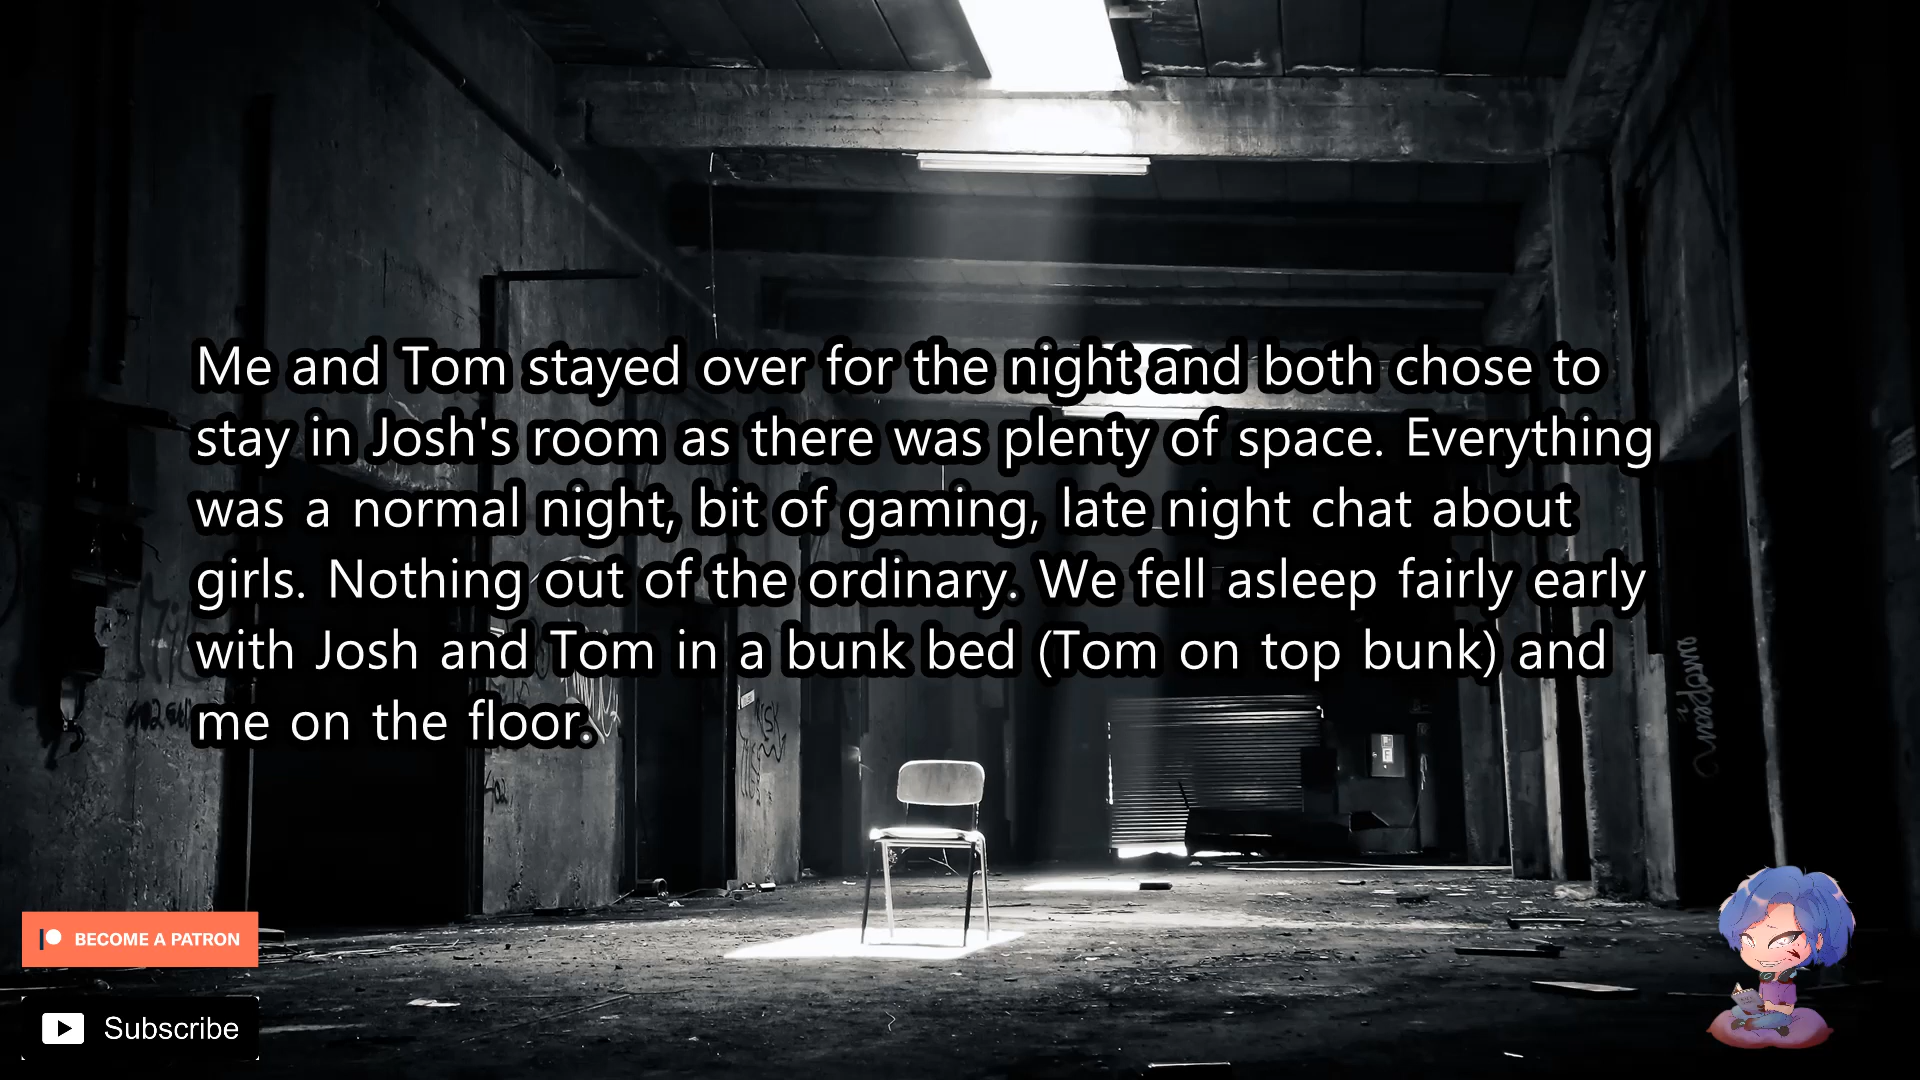 Me and Tom stayed over for the night and both chose to
stay in Josh's room as there was plenty of space. Everything
was a normal night, bit of gaming, late night chat about
girls. Nothing out of the ordinary. We fell asleep fairly early
with Josh and Tom in a bunk bed (Tom on top bunk) and
me on the floor.
BECOME A PATRON
Subscribe